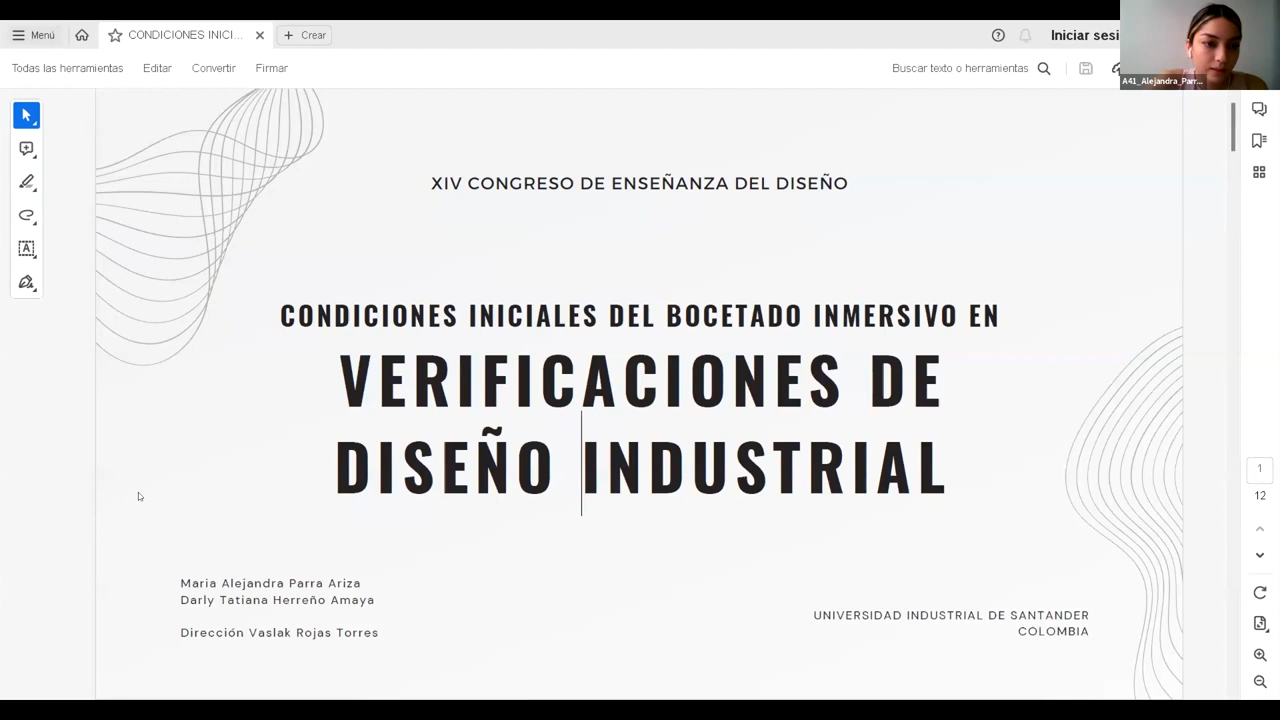 Menú
CONDICIONES INICI...
Crear
Iniciar sesi
Todas las herramientas
Editar
Convertir
Firmar
Buscar texto o herramientas
A41_Alejandra_Parr...
XIV CONGRESO DE ENSEÑANZA DEL DISEÑO
CONDICIONES INICIALES DEL BOCETADO INMERSIVO EN
VERIFICACIONES DE
DISEÑO INDUSTRIAL
Maria Alejandra Parra Ariza
Darly Tatiana Herreño Amaya
Dirección Vaslak Rojas Torres
UNIVERSIDAD INDUSTRIAL DE SANTANDER
COLOMBIA
1
12